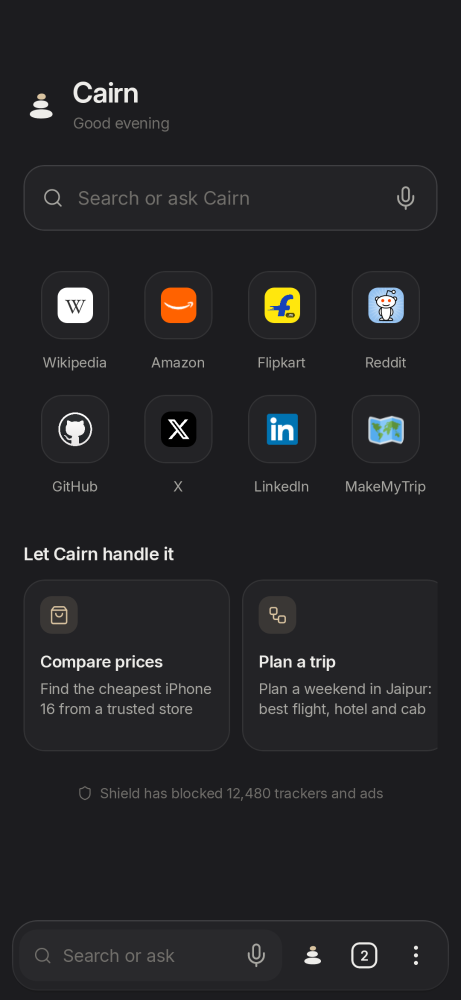 Cairn
Good evening
Search or ask Cairn
W
Wikipedia
Amazon
Flipkart
Reddit
GitHub
X
in
LinkedIn
MakeMyTrip
Let Cairn handle it
Compare prices
Find the cheapest iPhone
16 from a trusted store
Plan a trip
Plan a weekend in Jaipur:
best flight, hotel and cab
Shield has blocked 12,480 trackers and ads
Search or ask
2